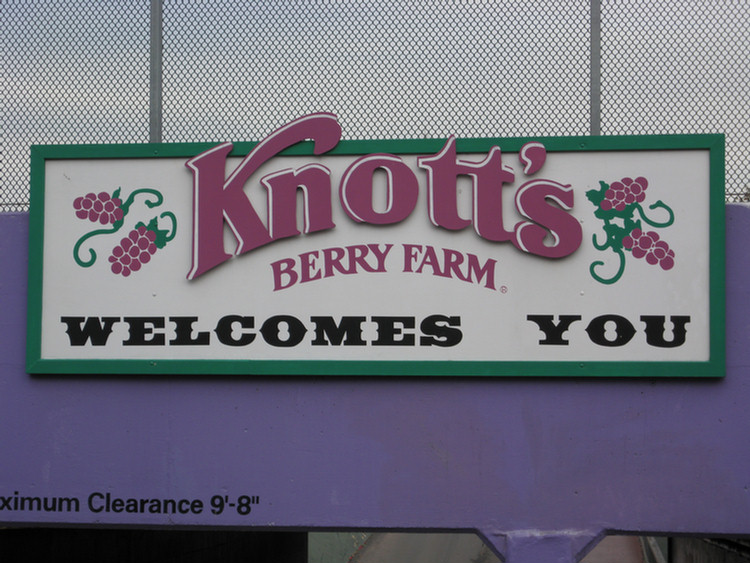 Knott's
BERRY FARM®
WELCOMES YOU
ximum Clearance 9'-8"